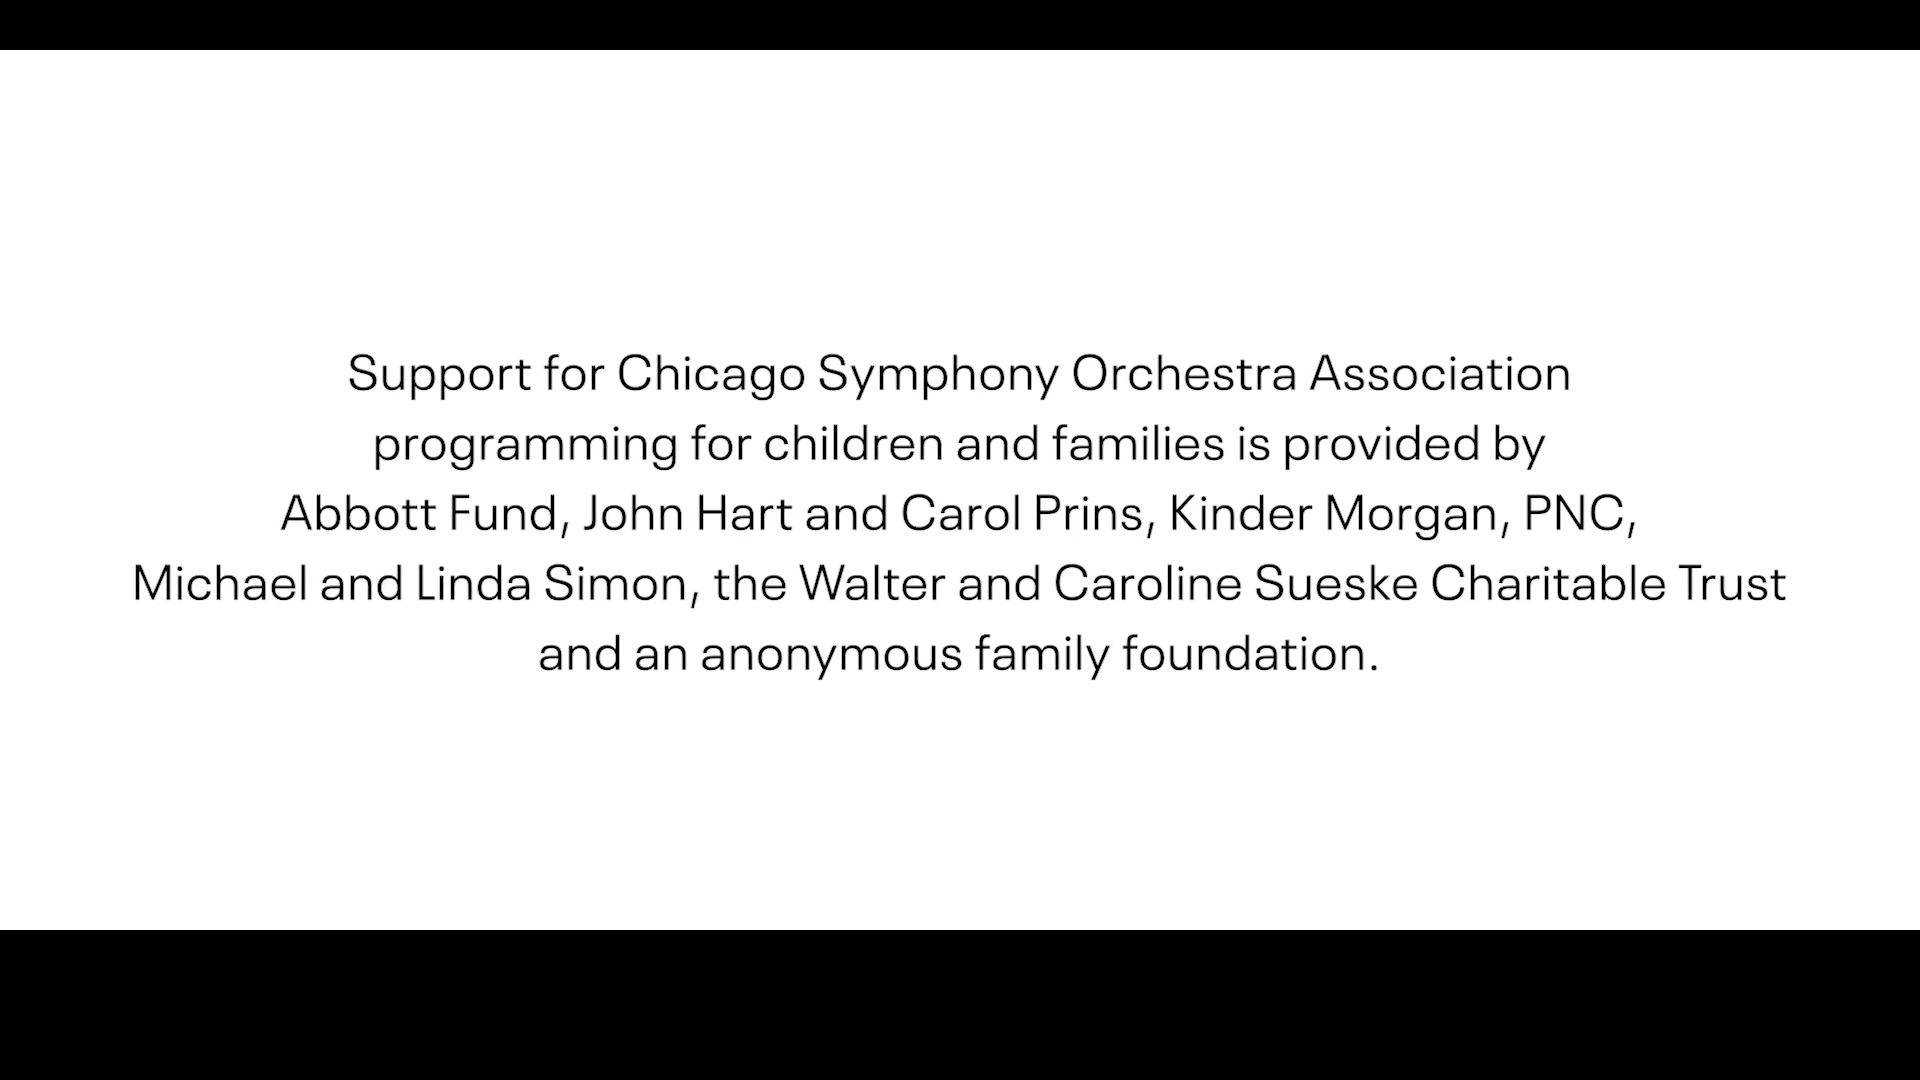 Support for Chicago Symphony Orchestra Association
programming for children and families is provided by
Abbott Fund, John Hart and Carol Prins, Kinder Morgan, PNC,
Michael and Linda Simon, the Walter and Caroline Sueske Charitable Trust
and an anonymous family foundation.